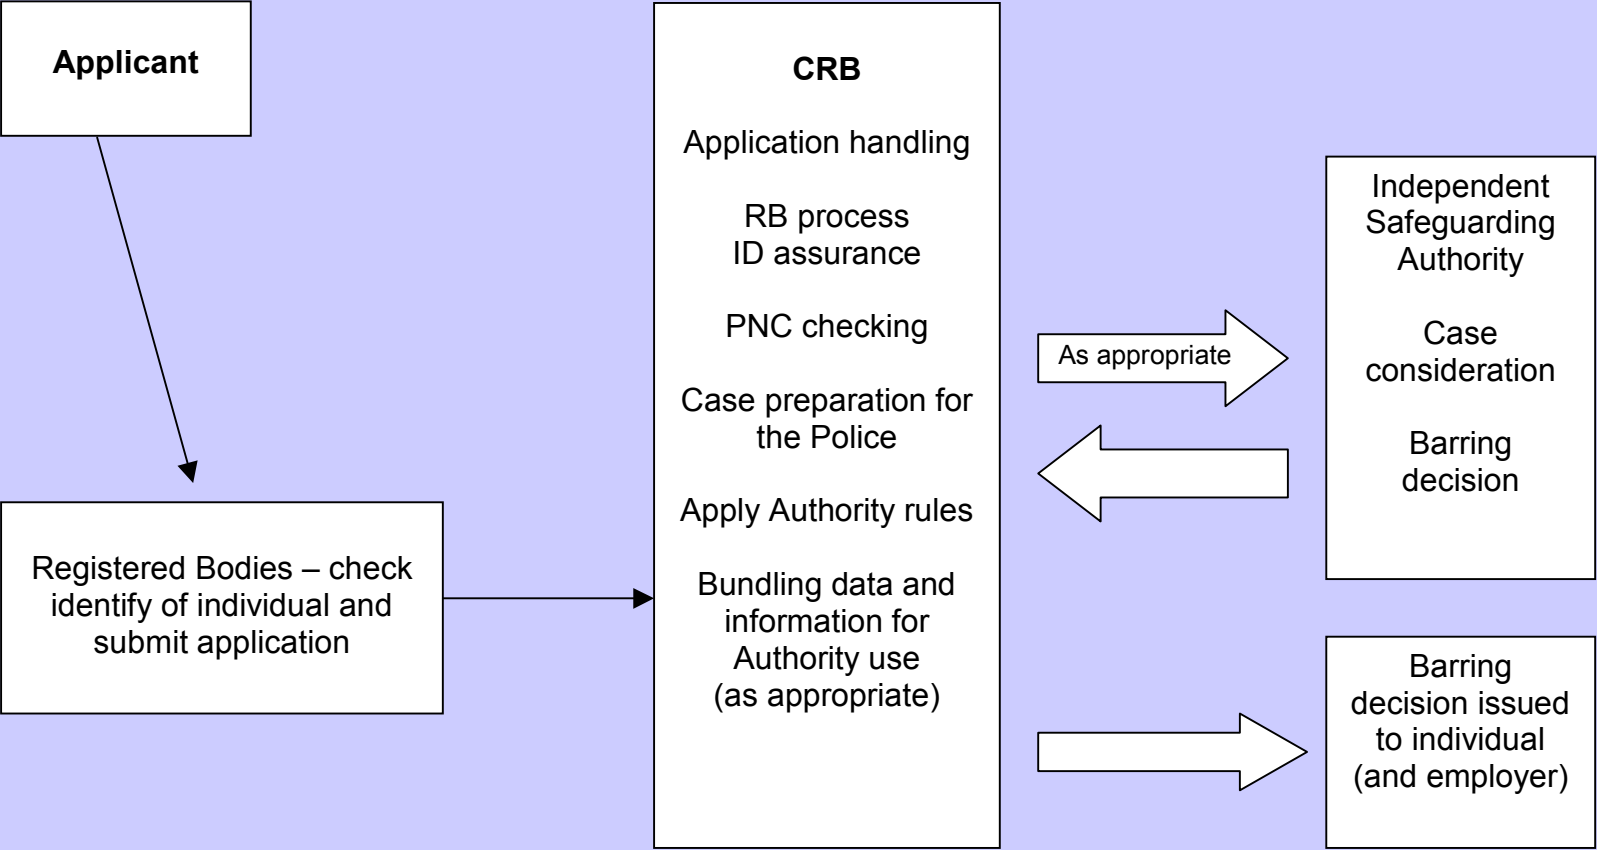 Applicant
Registered Bodies – check
identify of individual and
submit application
CRB
Application handling
RB process
ID assurance
PNC checking
Case preparation for
the Police
Apply Authority rules
Bundling data and
information for
Authority use
(as appropriate)
As appropriate
Independent
Safeguarding
Authority
Case
consideration
Barring
decision
Barring
decision issued
to individual
(and employer)